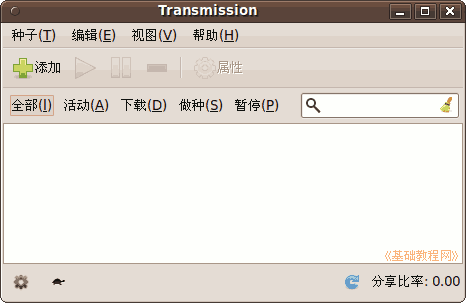 Transmission
种子(T) 编辑(E) 视图(V) 帮助(H)
添加 属性
全部(l) 活动(A) 下载(D) 做种(S) 暂停(P)
《基础教程网》
分享比率: 0.00